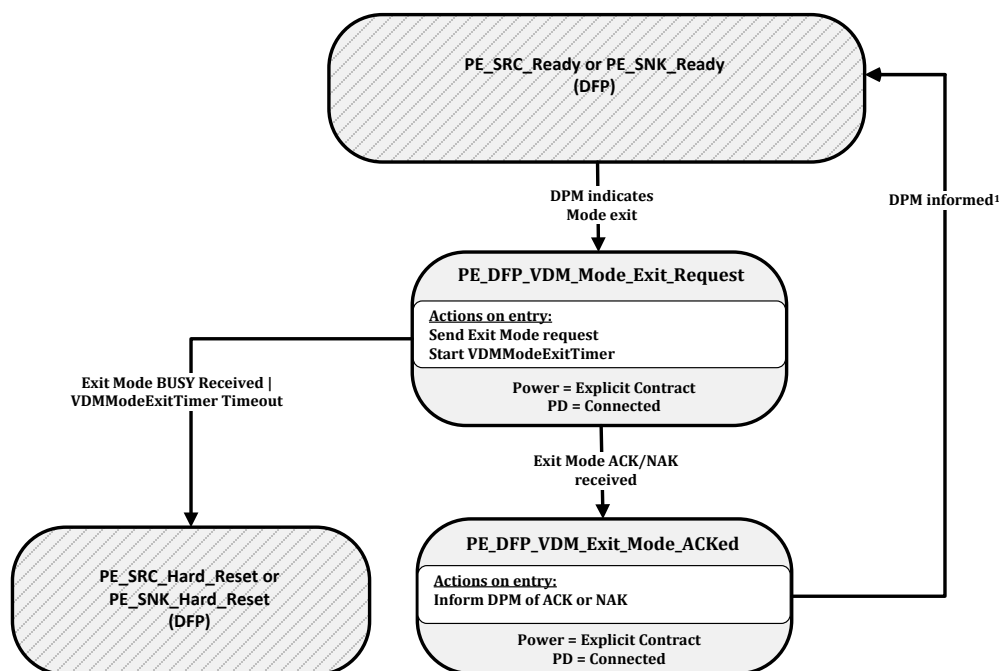 PE_SRC_Ready or PE_SNK_Ready
(DFP)
DPM indicates
Mode exit
DPM informed¹
PE_DFP_VDM_Mode_Exit_Request
Actions on entry:
Send Exit Mode request
Start VDMModeExitTimer
Power = Explicit Contract
PD = Connected
Exit Mode BUSY Received |
VDMModeExitTimer Timeout
Exit Mode ACK/NAK
received
PE_SRC_Hard_Reset or
PE_SNK_Hard_Reset
(DFP)
PE_DFP_VDM_Exit_Mode_ACKed
Actions on entry:
Inform DPM of ACK or NAK
Power = Explicit Contract
PD = Connected